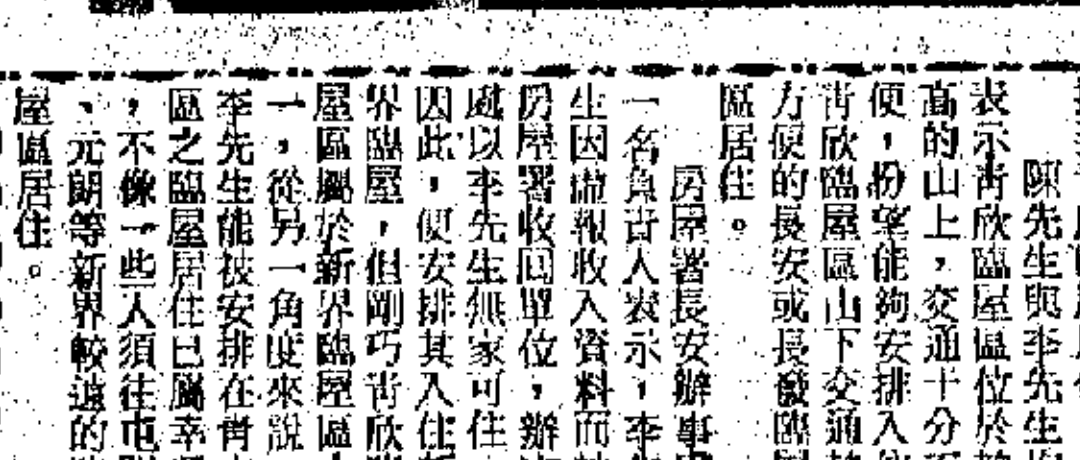 陳先生與李先生
表示青欣臨屋區位於
高的山上，交通十分
便，盼望能夠安排入
青欣臨屋區山下交通
方便的長安或長發臨
區居住。
房屋署長安辦事
一名負責人表示，李
生因虛報收入資料而
房屋署收回單位，辦
處以李先生無家可住
因此，便安排其入住
界臨屋，但剛巧青欣
屋區屬於新界臨屋區
一，從另一角度來說
李先生能被安排在青
區之臨屋居住已屬幸
，不像一些人須往屯
、元朗等新界較遠的
屋區居住。